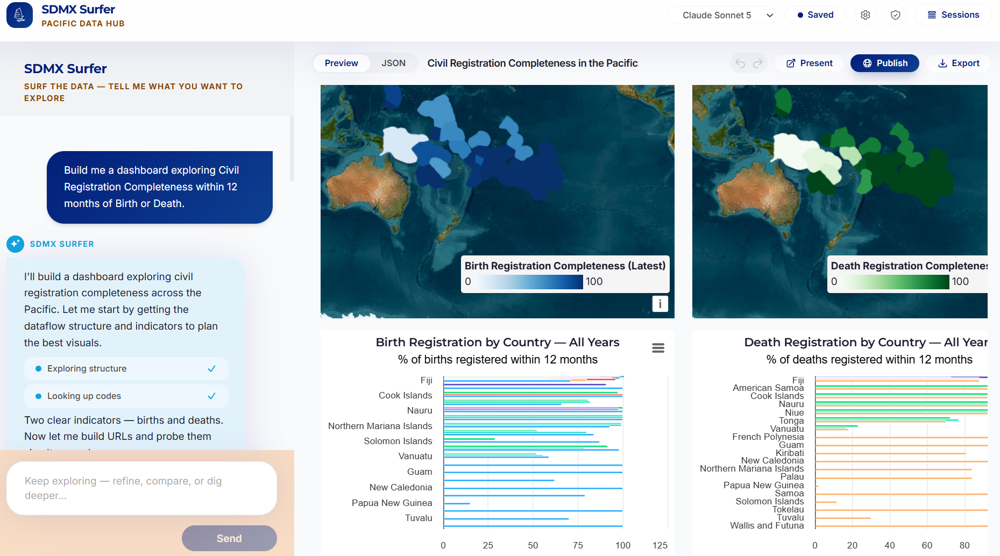 SDMX Surfer
PACIFIC DATA HUB
Claude Sonnet 5
Saved
Sessions
SDMX Surfer
SURF THE DATA — TELL ME WHAT YOU WANT TO
EXPLORE
Build me a dashboard exploring Civil
Registration Completeness within 12
months of Birth or Death.
SDMX SURFER
I'll build a dashboard exploring civil
registration completeness across the
Pacific. Let me start by getting the
dataflow structure and indicators to plan
the best visuals.
Exploring structure
Looking up codes
Two clear indicators — births and deaths.
Now let me build URLs and probe them
Keep exploring — refine, compare, or dig
deeper...
Send
Preview
JSON
Civil Registration Completeness in the Pacific
Present
Publish
Export
Birth Registration Completeness (Latest)
0 100
i
Death Registration Completenes
0 100
Birth Registration by Country — All Years
% of births registered within 12 months
Fiji
Cook Islands
Nauru
Northern Mariana Islands
Solomon Islands
Vanuatu
Guam
New Caledonia
Papua New Guinea
Tuvalu
0 25 50 75 100 125
Death Registration by Country — All Year
% of deaths registered within 12 months
Fiji
American Samoa
Cook Islands
Nauru
Niue
Tonga
Vanuatu
French Polynesia
Guam
Kiribati
New Caledonia
Northern Mariana Islands
Palau
Papua New Guinea
Samoa
Solomon Islands
Tokelau
Tuvalu
Wallis and Futuna
0 20 40 60 80